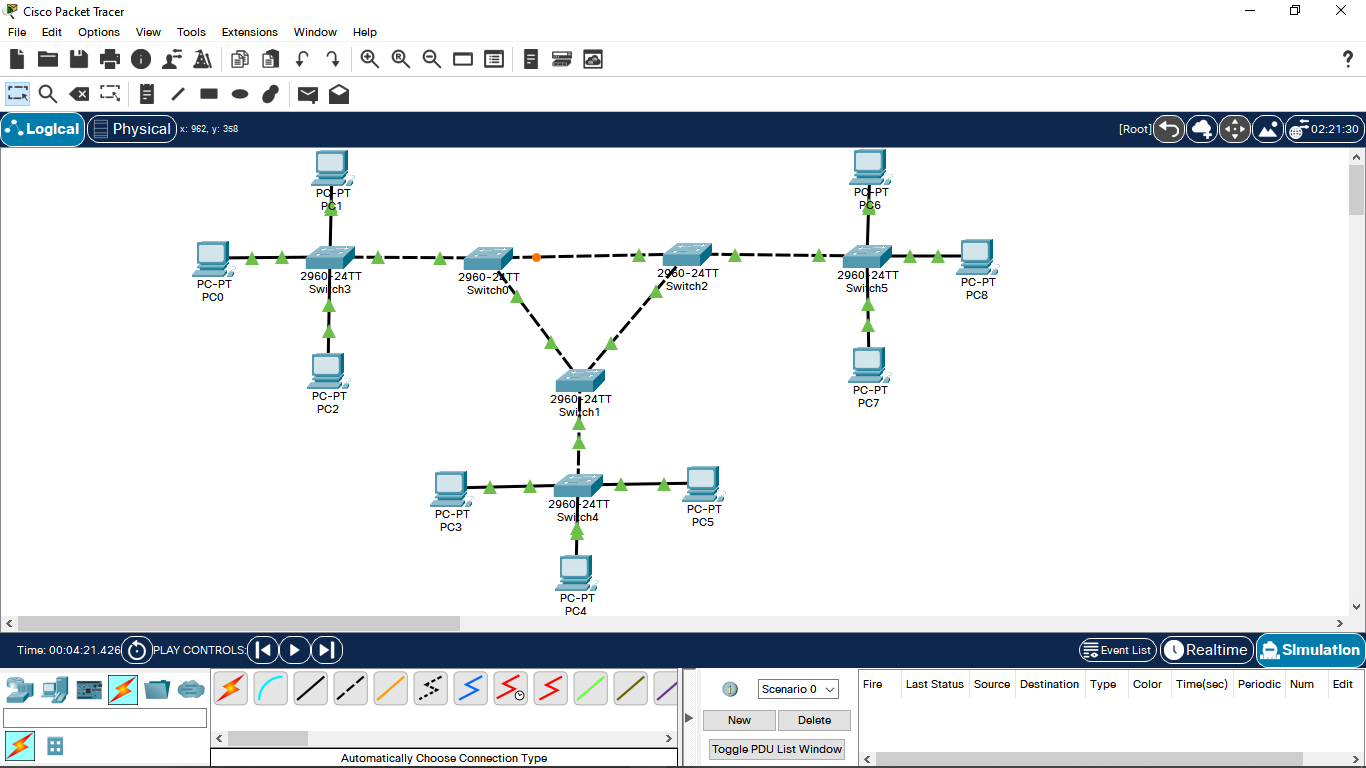 Cisco Packet Tracer
File Edit Options View Tools Extensions Window Help
Logical Physical x: 962, y: 358 [Root] 02:21:30
PC-PT
PC1
PC-PT
PC6
PC-PT
PC0
2960-24TT
Switch3
2960-24TT
Switch0
2960-24TT
Switch2
2960-24TT
Switch5
PC-PT
PC8
PC-PT
PC2
2960-24TT
Switch1
PC-PT
PC7
PC-PT
PC3
2960-24TT
Switch4
PC-PT
PC5
PC-PT
PC4
Time: 00:04:21.426 PLAY CONTROLS: Event List Realtime Simulation
Scenario 0
Fire Last Status Source Destination Type Color Time(sec) Periodic Num Edit
New Delete
Toggle PDU List Window
Automatically Choose Connection Type